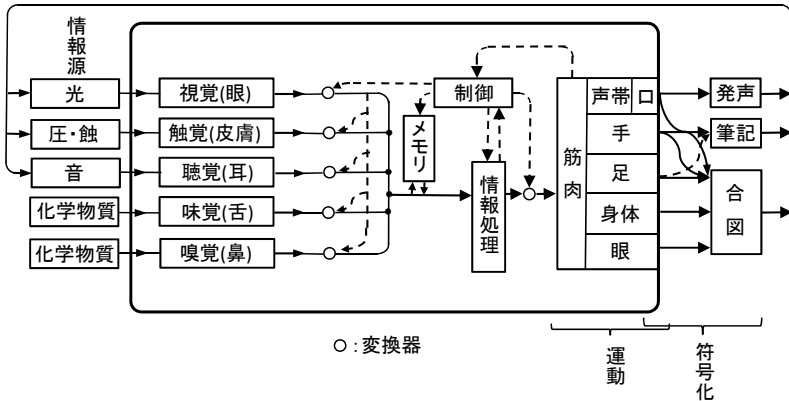 情報源
光
圧・蝕
音
化学物質
化学物質
視覚(眼)
触覚(皮膚)
聴覚(耳)
味覚(舌)
嗅覚(鼻)
制御
メモリ
情報処理
筋肉
声帯
口
手
足
身体
眼
発声
筆記
合図
○:変換器
運動
符号化